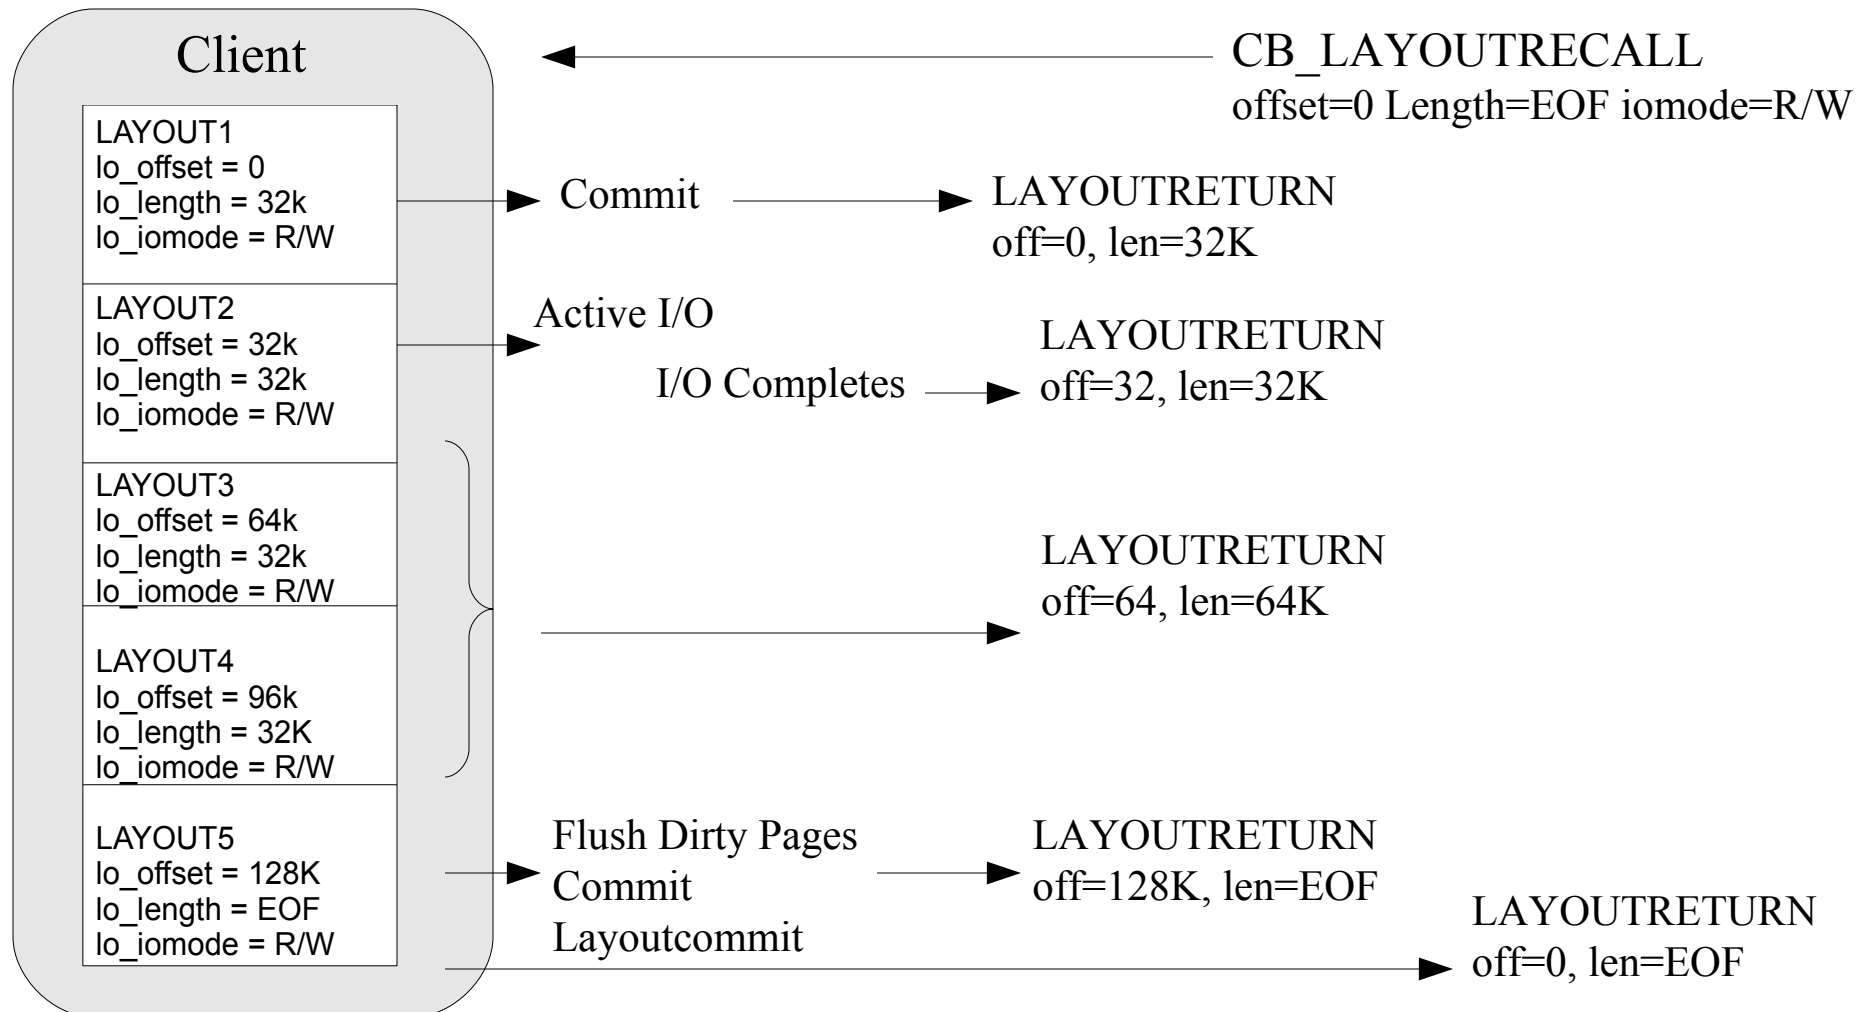 Client
CB_LAYOUTRECALL
offset=0 Length=EOF iomode=R/W
LAYOUT1
lo_offset = 0
lo_length = 32k
lo_iomode = R/W
Commit
LAYOUTRETURN
off=0, len=32K
LAYOUT2
lo_offset = 32k
lo_length = 32k
lo_iomode = R/W
Active I/O
I/O Completes
LAYOUTRETURN
off=32, len=32K
LAYOUT3
lo_offset = 64k
lo_length = 32k
lo_iomode = R/W
LAYOUTRETURN
off=64, len=64K
LAYOUT4
lo_offset = 96k
lo_length = 32K
lo_iomode = R/W
LAYOUT5
lo_offset = 128K
lo_length = EOF
lo_iomode = R/W
Flush Dirty Pages
Commit
Layoutcommit
LAYOUTRETURN
off=128K, len=EOF
LAYOUTRETURN
off=0, len=EOF